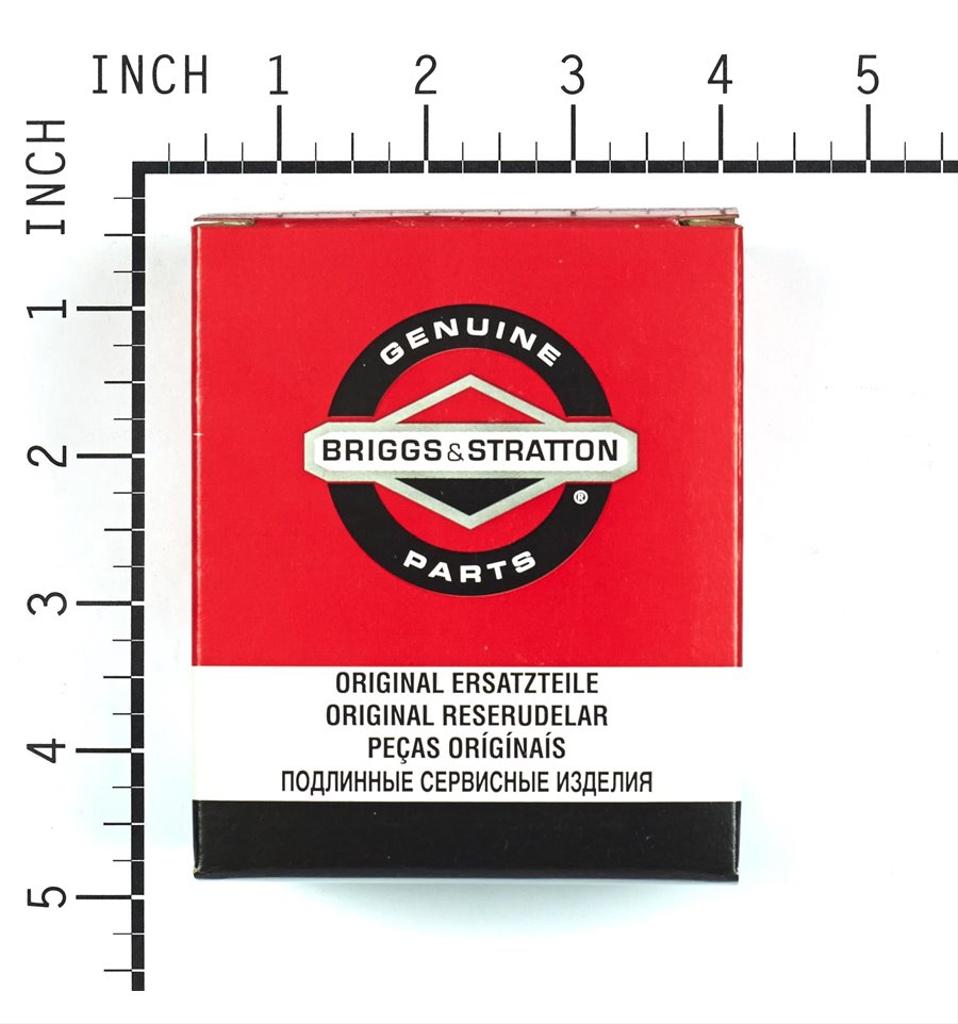 INCH 1 2 3 4 5
INCH
1
2
3
4
5
GENUINE
BRIGGS & STRATTON
®
PARTS
ORIGINAL ERSATZTEILE
ORIGINAL RESERUDELAR
PEÇAS ORÍGÍNAÍS
ПОДЛИННЫЕ СЕРВИСНЫЕ ИЗДЕЛИЯ